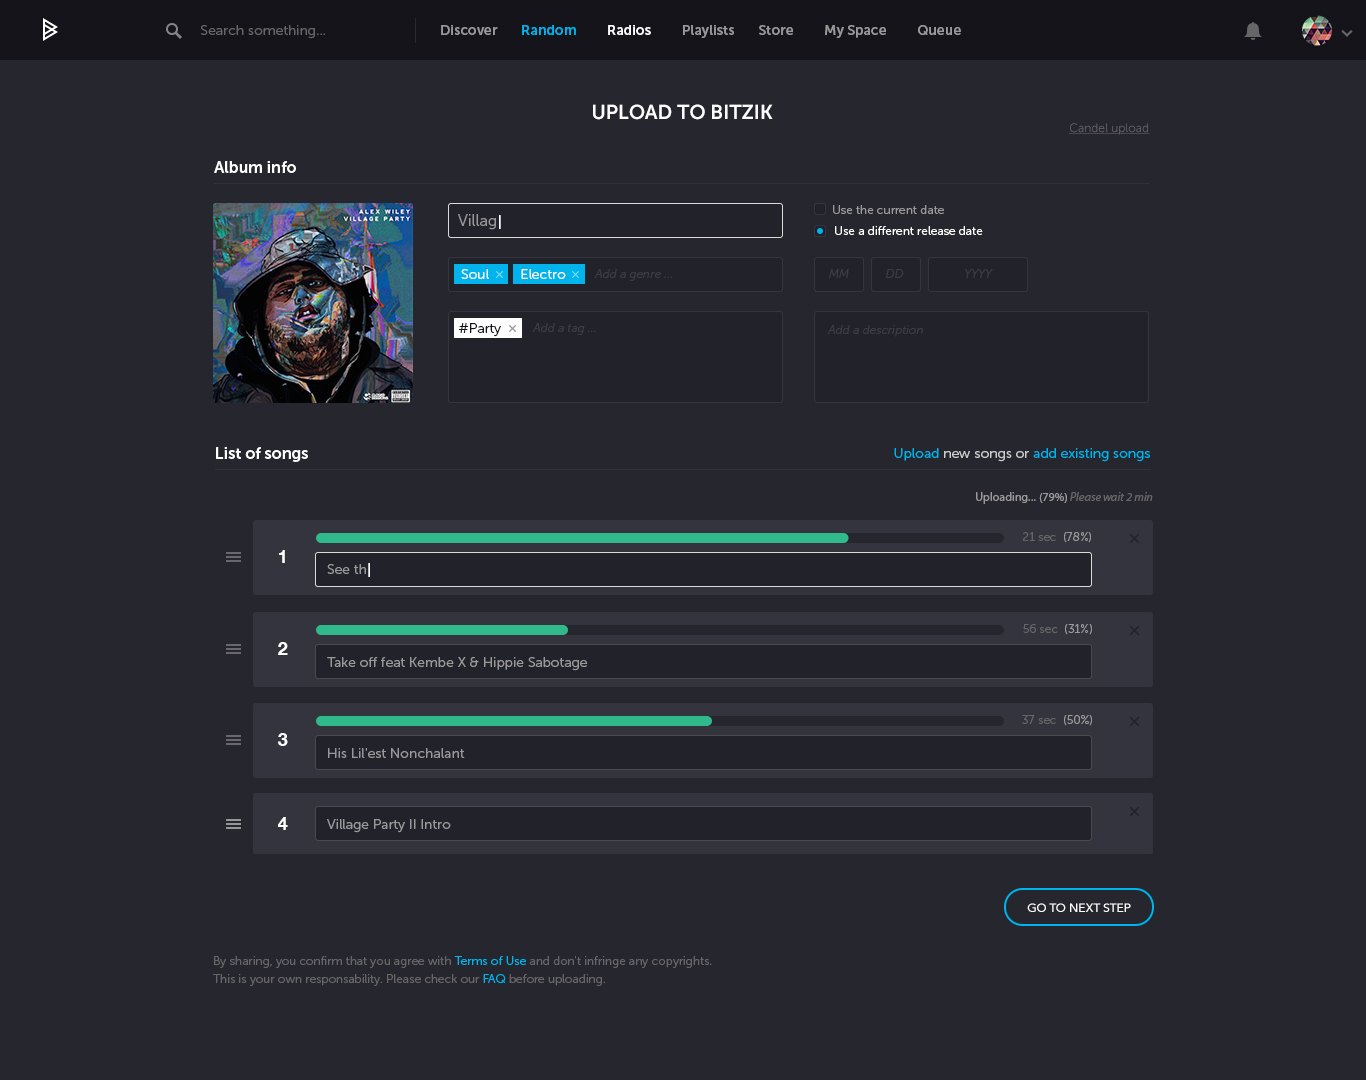 Search something...
Discover Random Radios Playlists Store My Space Queue
UPLOAD TO BITZIK
Candel upload
Album info
ALEX WILEY
VILLAGE PARTY
Villag
Use the current date
Use a different release date
Soul × Electro × Add a genre ...
MM DD YYYY
#Party × Add a tag ...
Add a description
List of songs
Upload new songs or add existing songs
Uploading... (79%) Please wait 2 min
1
21 sec (78%)
See th
2
56 sec (31%)
Take off feat Kembe X & Hippie Sabotage
3
37 sec (50%)
His Lil'est Nonchalant
4
Village Party II Intro
GO TO NEXT STEP
By sharing, you confirm that you agree with Terms of Use and don't infringe any copyrights.
This is your own responsability. Please check our FAQ before uploading.